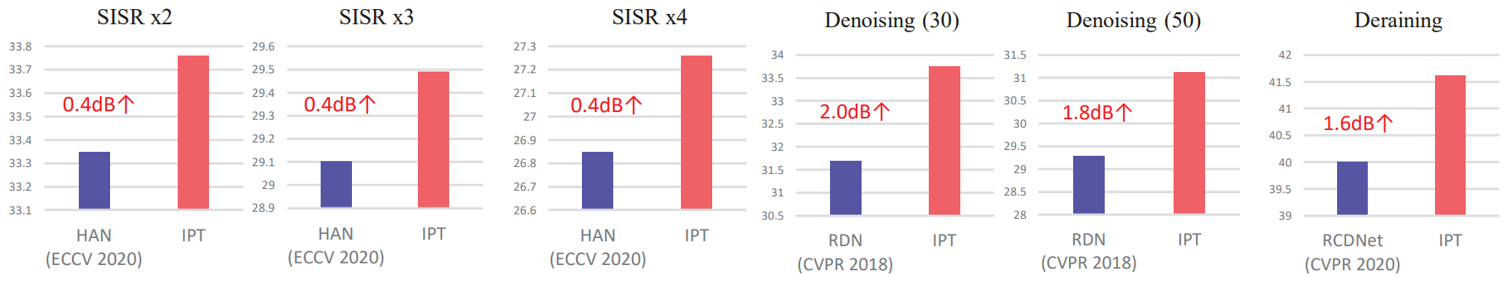 SISR x2
33.8
33.7
33.6
33.5
33.4
33.3
33.2
33.1
0.4dB↑
HAN
(ECCV 2020)
IPT
SISR x3
29.6
29.5
29.4
29.3
29.2
29.1
29
28.9
0.4dB↑
HAN
(ECCV 2020)
IPT
SISR x4
27.3
27.2
27.1
27
26.9
26.8
26.7
26.6
0.4dB↑
HAN
(ECCV 2020)
IPT
Denoising (30)
34
33.5
33
32.5
32
31.5
31
30.5
2.0dB↑
RDN
(CVPR 2018)
IPT
Denoising (50)
31.5
31
30.5
30
29.5
29
28.5
28
1.8dB↑
RDN
(CVPR 2018)
IPT
Deraining
42
41.5
41
40.5
40
39.5
39
1.6dB↑
RCDNet
(CVPR 2020)
IPT